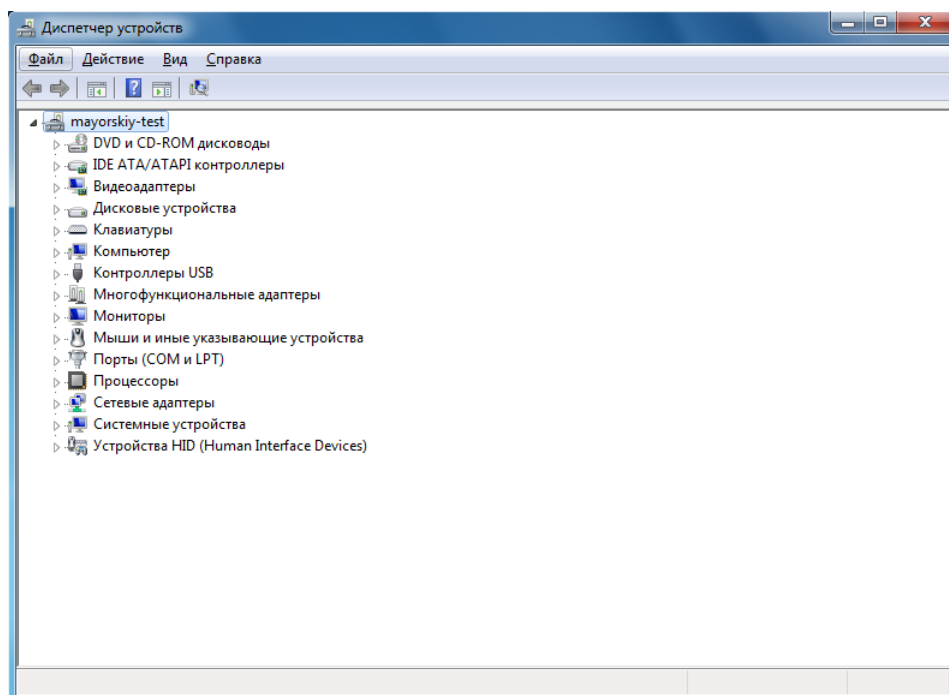 Диспетчер устройств
Файл Действие Вид Справка
mayorskiy-test
DVD и CD-ROM дисководы
IDE ATA/ATAPI контроллеры
Видеоадаптеры
Дисковые устройства
Клавиатуры
Компьютер
Контроллеры USB
Многофункциональные адаптеры
Мониторы
Мыши и иные указывающие устройства
Порты (COM и LPT)
Процессоры
Сетевые адаптеры
Системные устройства
Устройства HID (Human Interface Devices)